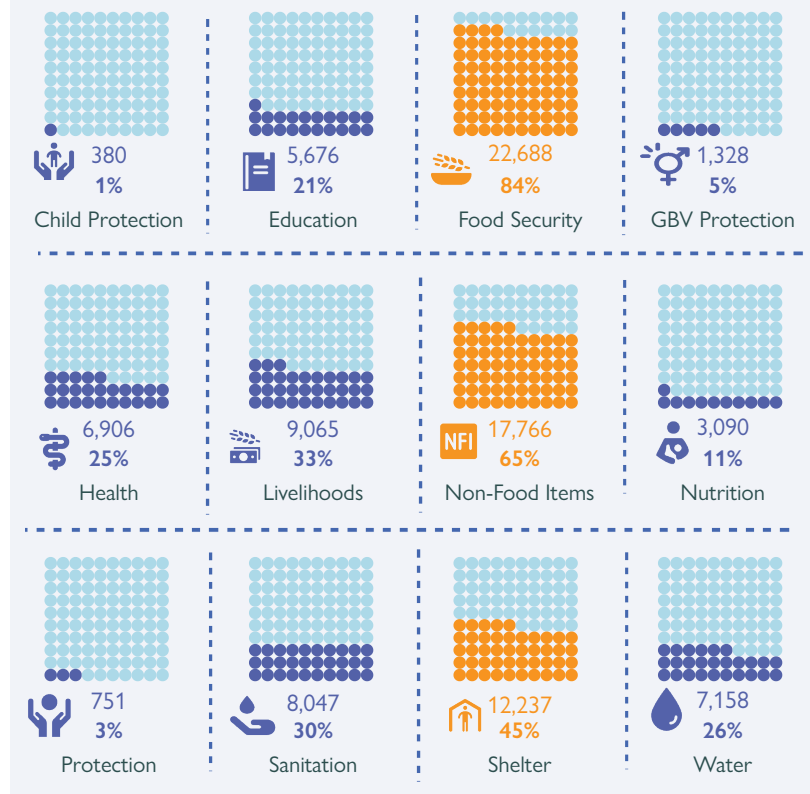 380
1%
Child Protection
5,676
21%
Education
22,688
84%
Food Security
1,328
5%
GBV Protection
6,906
25%
Health
9,065
33%
Livelihoods
NFI
17,766
65%
Non-Food Items
3,090
11%
Nutrition
751
3%
Protection
8,047
30%
Sanitation
12,237
45%
Shelter
7,158
26%
Water